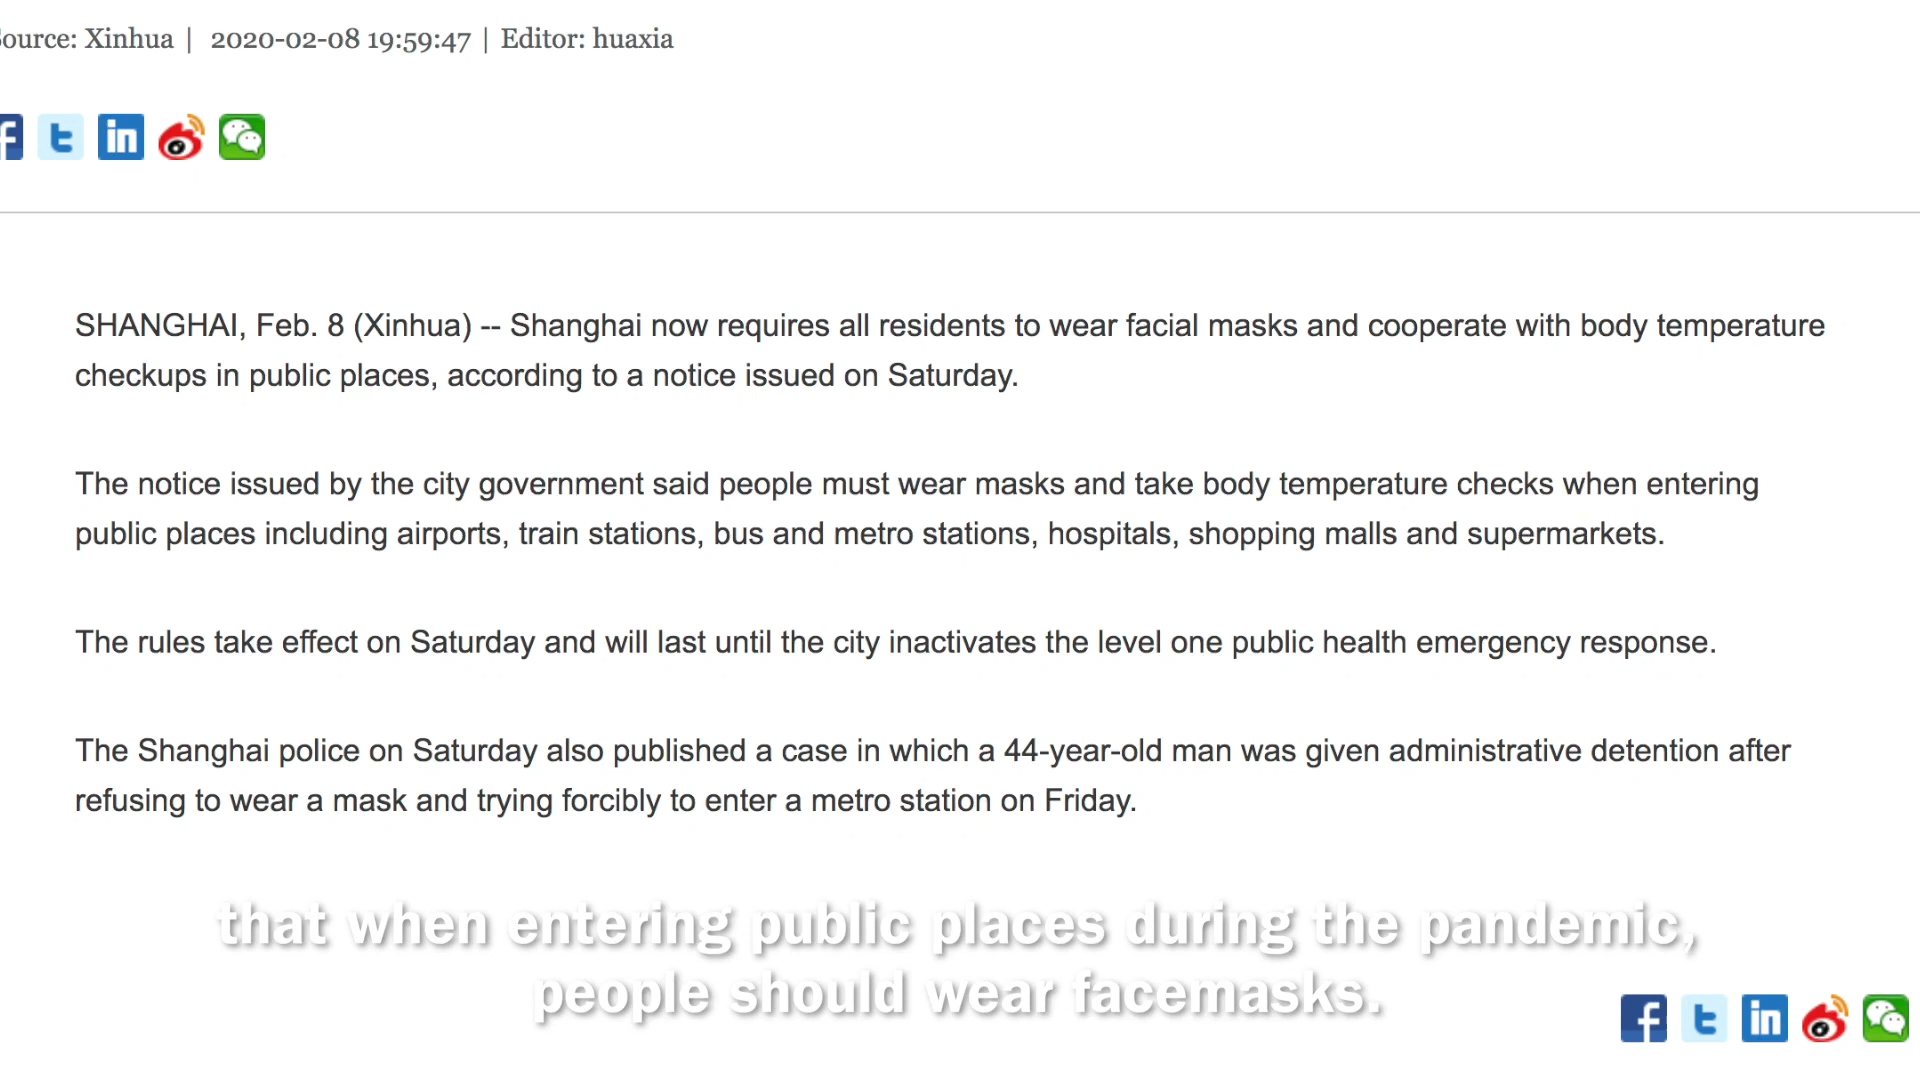 ource: Xinhua | 2020-02-08 19:59:47 | Editor: huaxia
SHANGHAI, Feb. 8 (Xinhua) -- Shanghai now requires all residents to wear facial masks and cooperate with body temperature
checkups in public places, according to a notice issued on Saturday.
The notice issued by the city government said people must wear masks and take body temperature checks when entering
public places including airports, train stations, bus and metro stations, hospitals, shopping malls and supermarkets.
The rules take effect on Saturday and will last until the city inactivates the level one public health emergency response.
The Shanghai police on Saturday also published a case in which a 44-year-old man was given administrative detention after
refusing to wear a mask and trying forcibly to enter a metro station on Friday.
that when entering public places during the pandemic,
people should wear facemasks.